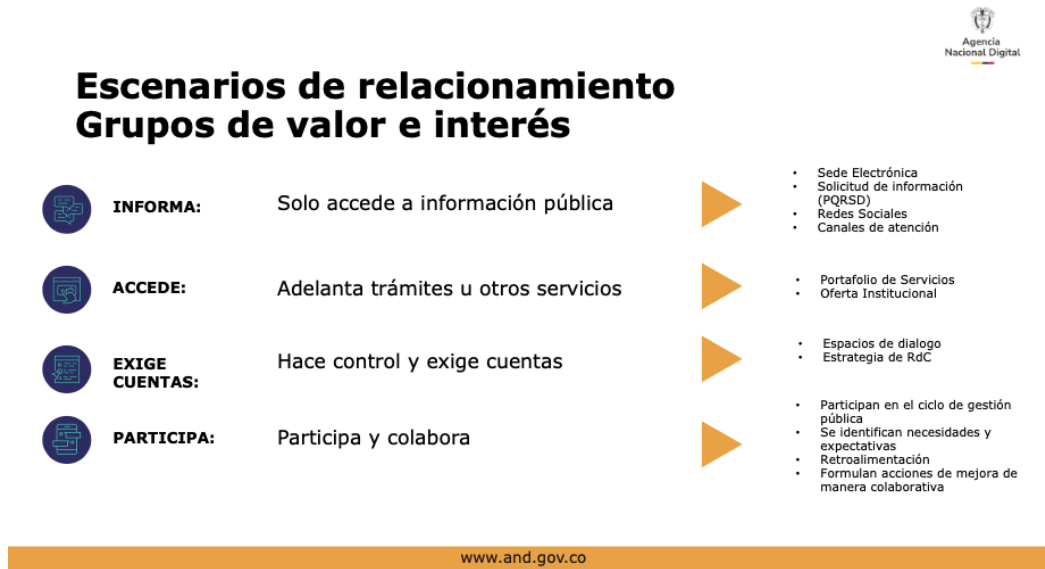 Agencia
Nacional Digital
Escenarios de relacionamiento
Grupos de valor e interés
INFORMA:
Solo accede a información pública
• Sede Electrónica
• Solicitud de información
(PQRSD)
• Redes Sociales
• Canales de atención
ACCEDE:
Adelanta trámites u otros servicios
• Portafolio de Servicios
• Oferta Institucional
EXIGE
CUENTAS:
Hace control y exige cuentas
• Espacios de dialogo
• Estrategia de RdC
PARTICIPA:
Participa y colabora
• Participan en el ciclo de gestión
pública
• Se identifican necesidades y
expectativas
• Retroalimentación
• Formulan acciones de mejora de
manera colaborativa
www.and.gov.co